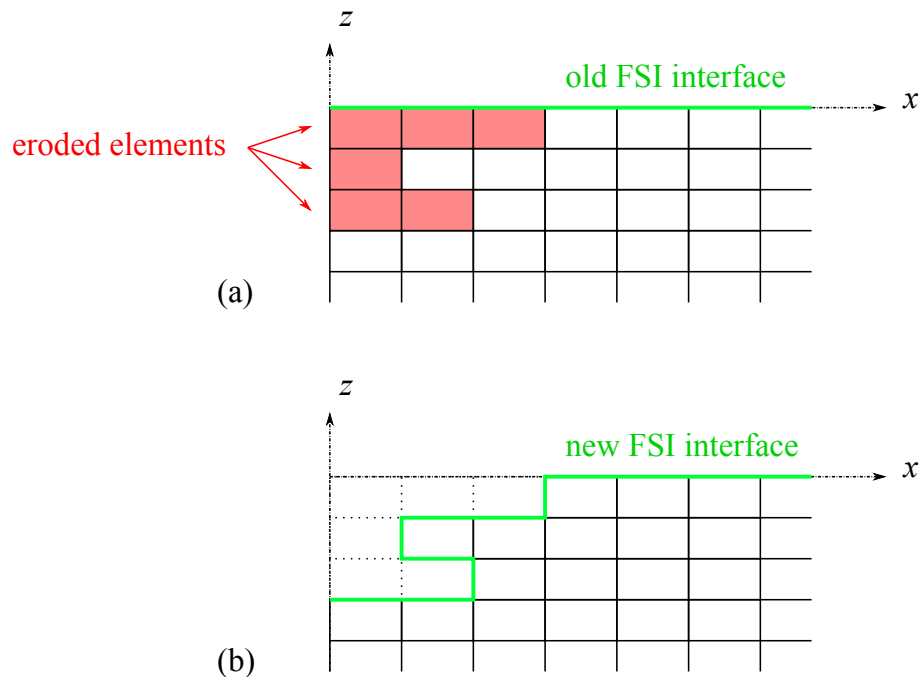 z
old FSI interface
x
eroded elements
(a)
z
new FSI interface
x
(b)